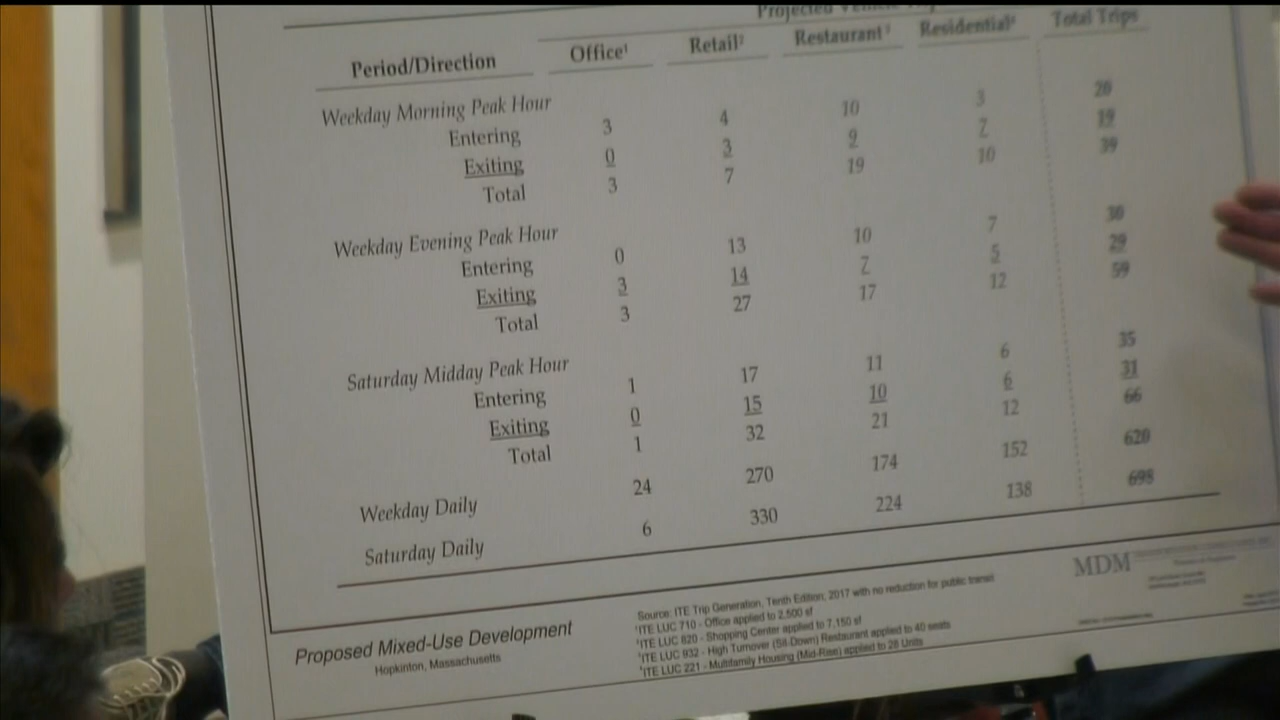 Projected Vehicle
Period/Direction Office¹ Retail² Restaurant³ Residential⁴ Total Trips
Weekday Morning Peak Hour
Entering 3 4 10 3 20
Exiting 0 3 9 7 19
Total 3 7 19 10 39
Weekday Evening Peak Hour
Entering 0 13 10 7 30
Exiting 3 14 7 5 29
Total 3 27 17 12 59
Saturday Midday Peak Hour
Entering 1 17 11 6 35
Exiting 0 15 10 6 31
Total 1 32 21 12 66
Weekday Daily 24 270 174 152 620
Saturday Daily 6 330 224 138 698
Proposed Mixed-Use Development
Hopkinton, Massachusetts
Source: ITE Trip Generation, Tenth Edition, 2017 with no reduction for public transit
¹ITE LUC 710 - Office applied to 2,500 sf
¹ITE LUC 820 - Shopping Center applied to 7,150 sf
¹ITE LUC 932 - High Turnover (Sit-Down) Restaurant applied to 40 seats
¹ITE LUC 221 - Multifamily Housing (Mid-Rise) applied to 28 Units
MDM